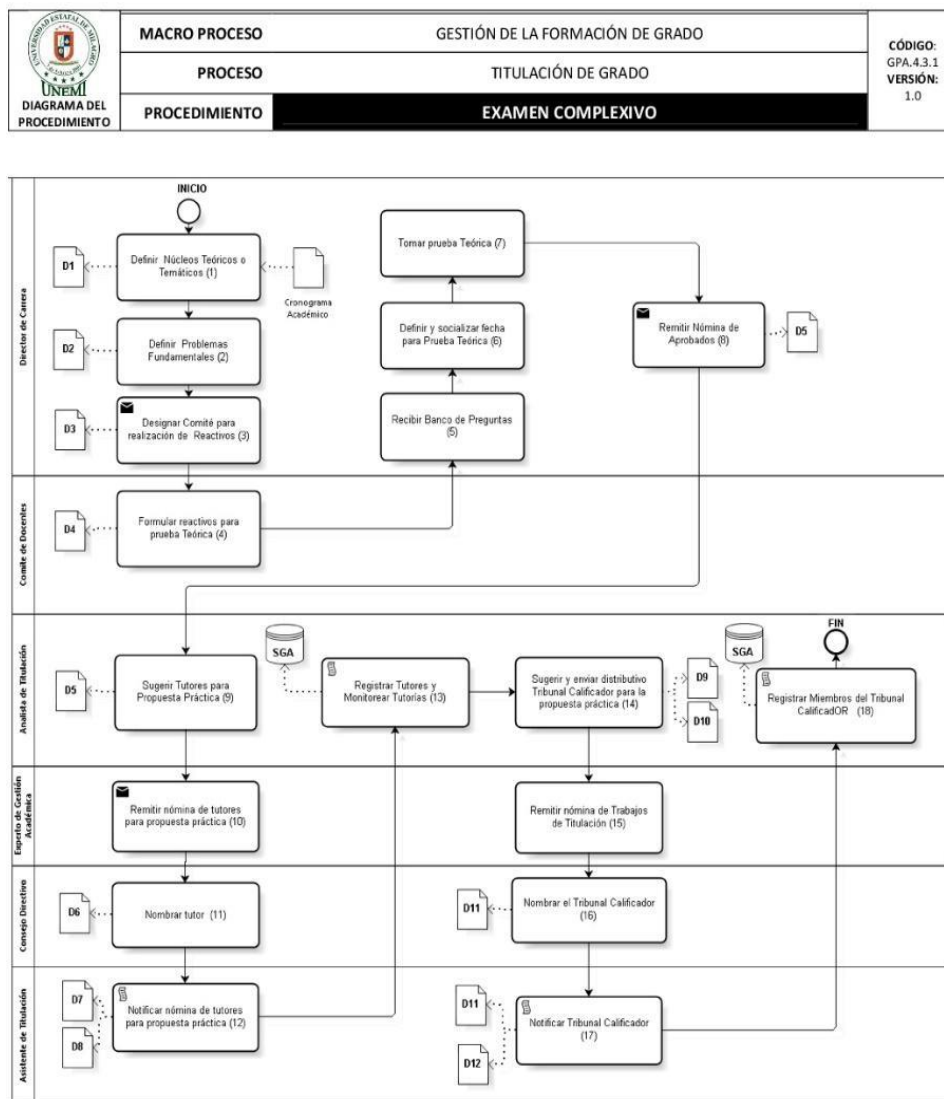 UNIVERSIDAD ESTATAL DE MILAGRO
UNEMI
DIAGRAMA DEL
PROCEDIMIENTO
MACRO PROCESO
GESTIÓN DE LA FORMACIÓN DE GRADO
PROCESO
TITULACIÓN DE GRADO
PROCEDIMIENTO
EXAMEN COMPLEXIVO
CÓDIGO:
GPA.4.3.1
VERSIÓN:
1.0
Director de Carrera
INICIO
D1
Definir Núcleos Teóricos o
Temáticos (1)
Cronograma
Académico
D2
Definir Problemas
Fundamentales (2)
D3
Designar Comité para
realización de Reactivos (3)
Tomar prueba Teórica (7)
Definir y socializar fecha
para Prueba Teórica (6)
Recibir Banco de Preguntas
(5)
Remitir Nómina de
Aprobados (8)
D5
Comite de Docentes
D4
Formular reactivos para
prueba Teórica (4)
Analista de Titulación
D5
Sugerir Tutores para
Propuesta Práctica (9)
SGA
Registrar Tutores y
Monitorear Tutorías (13)
Sugerir y enviar distributivo
Tribunal Calificador para la
propuesta práctica (14)
D9
D10
SGA
FIN
Registrar Miembros del Tribunal
CalificadOR (18)
Experto de Gestión
Académica
Remitir nómina de tutores
para propuesta práctica (10)
Remitir nómina de Trabajos
de Titulación (15)
Consejo Directivo
D6
Nombrar tutor (11)
D11
Nombrar el Tribunal Calificador
(16)
Asistente de Titulación
D7
D8
Notificar nómina de tutores
para propuesta práctica (12)
D11
D12
Notificar Tribunal Calificador
(17)